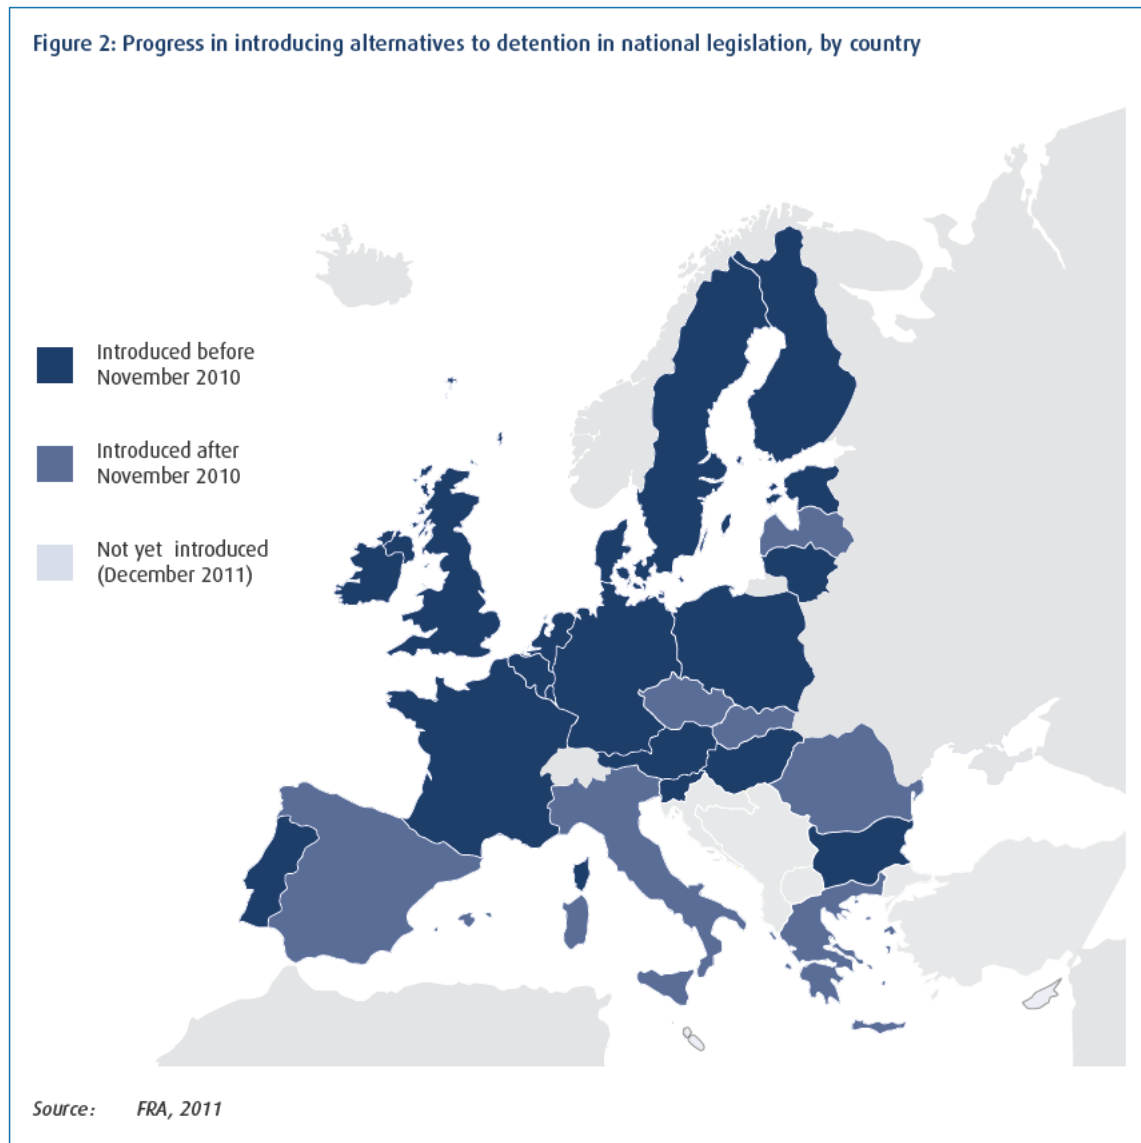 Figure 2: Progress in introducing alternatives to detention in national legislation, by country
Introduced before
November 2010
Introduced after
November 2010
Not yet introduced
(December 2011)
Source: FRA, 2011